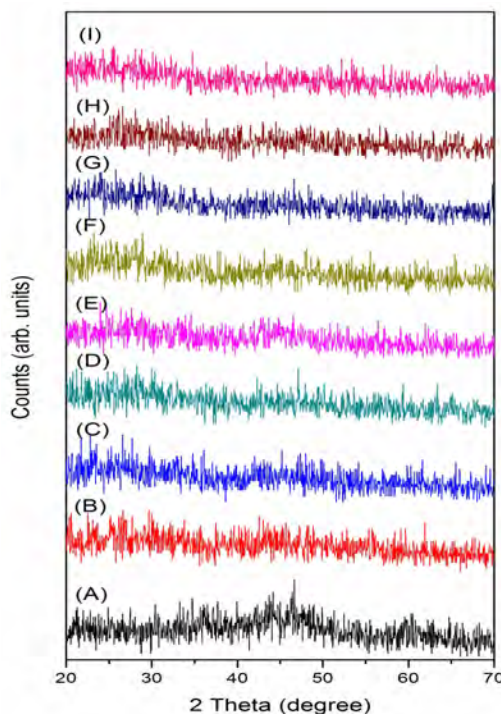 (I)
(H)
(G)
(F)
(E)
(D)
(C)
(B)
(A)
Counts (arb. units)
20 30 40 50 60 70
2 Theta (degree)